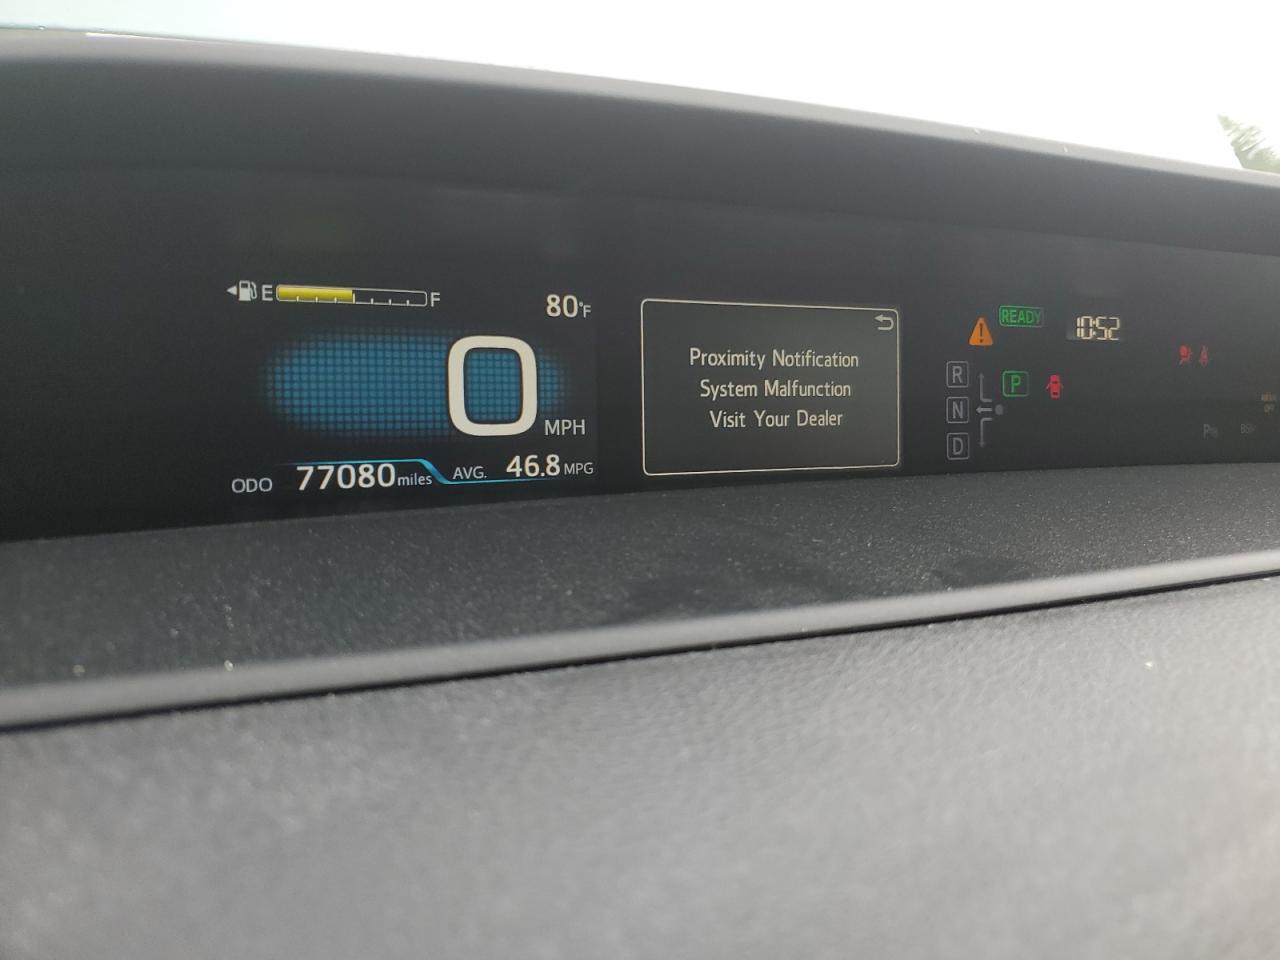 E F
80°F
0 MPH
ODO 77080 miles AVG. 46.8 MPG
Proximity Notification
System Malfunction
Visit Your Dealer
READY
10:52
R
P
N
D